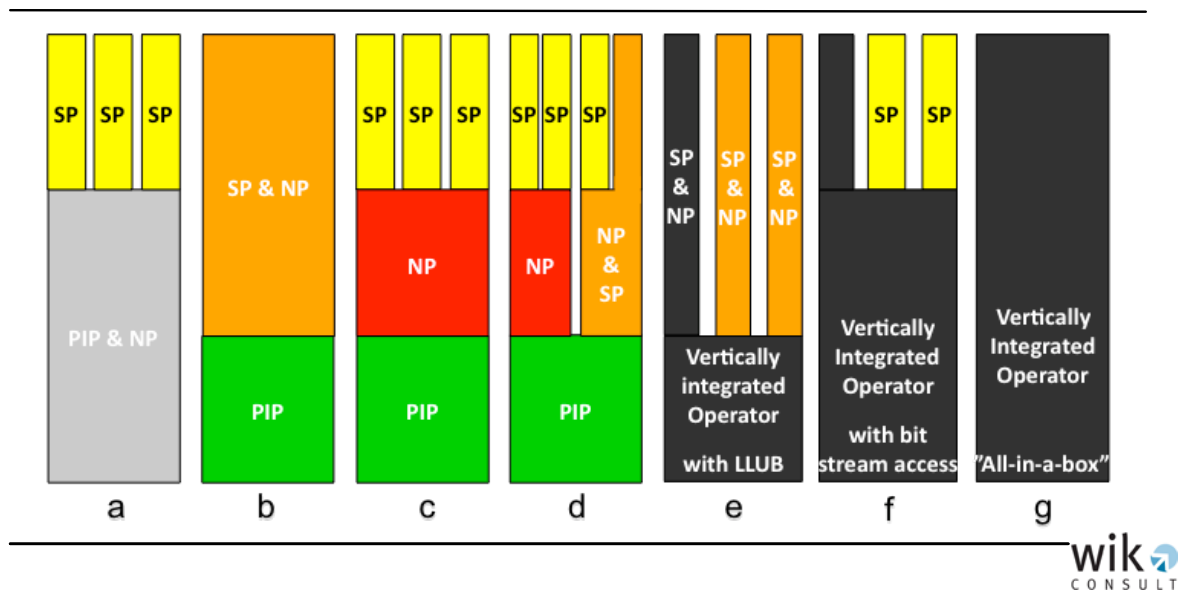 SP SP SP
PIP & NP
a
SP & NP
PIP
b
SP SP SP
NP
PIP
c
SP SP SP
NP
NP
&
SP
PIP
d
SP
&
NP
SP
&
NP
SP
&
NP
Vertically
integrated
Operator
with LLUB
e
SP SP
Vertically
Integrated
Operator
with bit
stream access
f
Vertically
Integrated
Operator
"All-in-a-box"
g
wik
CONSULT